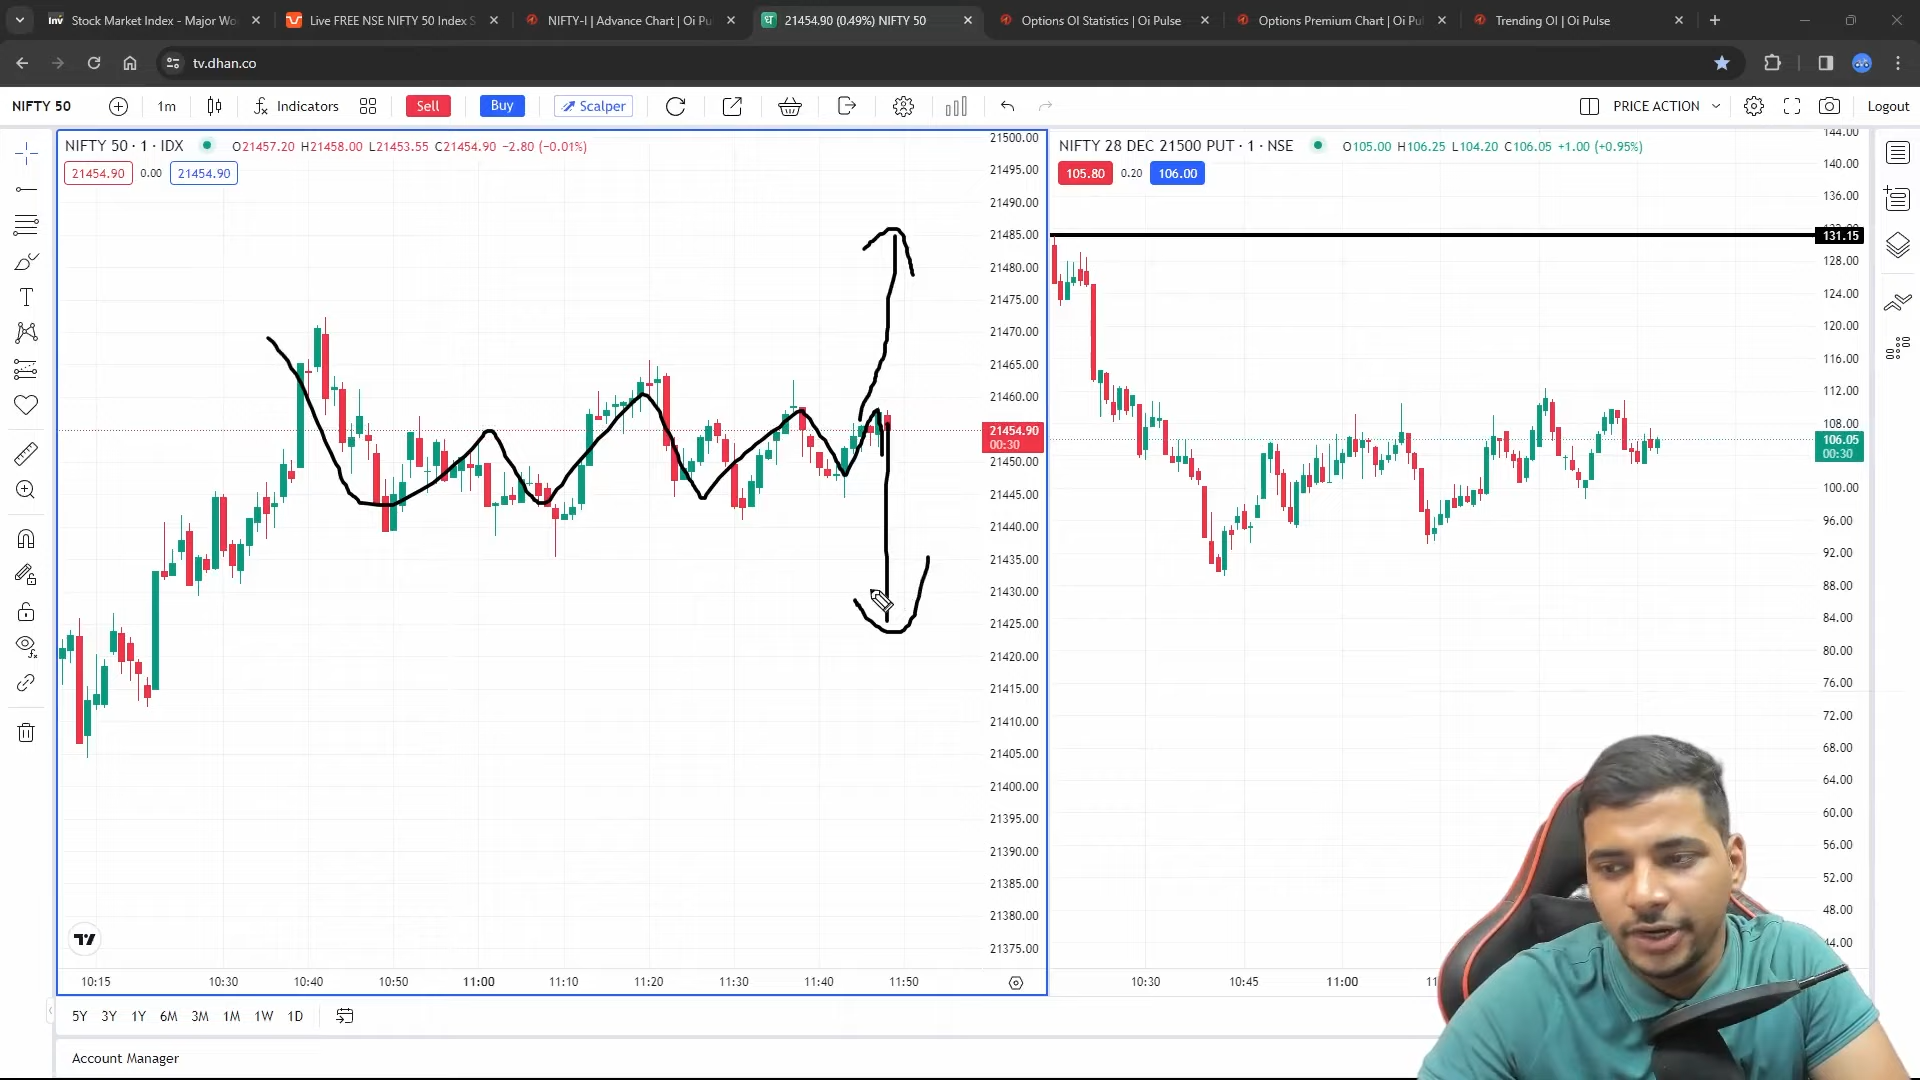 Inv Stock Market Index - Major Wo
Live FREE NSE NIFTY 50 Index S
NIFTY-I | Advance Chart | Oi Pu
21454.90 (0.49%) NIFTY 50
Options OI Statistics | Oi Pulse
Options Premium Chart | Oi Pul
Trending OI | Oi Pulse
tv.dhan.co
NIFTY 50
1m
Indicators
Sell
Buy
Scalper
PRICE ACTION
Logout
NIFTY 50 · 1 · IDX
O21457.20 H21458.00 L21453.55 C21454.90 −2.80 (−0.01%)
21454.90 0.00 21454.90
21500.00
21495.00
21490.00
21485.00
21480.00
21475.00
21470.00
21465.00
21460.00
21454.90
00:30
21450.00
21445.00
21440.00
21435.00
21430.00
21425.00
21420.00
21415.00
21410.00
21405.00
21400.00
21395.00
21390.00
21385.00
21380.00
21375.00
10:15 10:30 10:40 10:50 11:00 11:10 11:20 11:30 11:40 11:50
NIFTY 28 DEC 21500 PUT · 1 · NSE
O105.00 H106.25 L104.20 C106.05 +1.00 (+0.95%)
105.80 0.20 106.00
144.00
140.00
136.00
131.15
128.00
124.00
120.00
116.00
112.00
108.00
106.05
00:30
100.00
96.00
92.00
88.00
84.00
80.00
76.00
72.00
68.00
64.00
60.00
56.00
52.00
48.00
44.00
10:30 10:45 11:00
5Y 3Y 1Y 6M 3M 1M 1W 1D
Account Manager